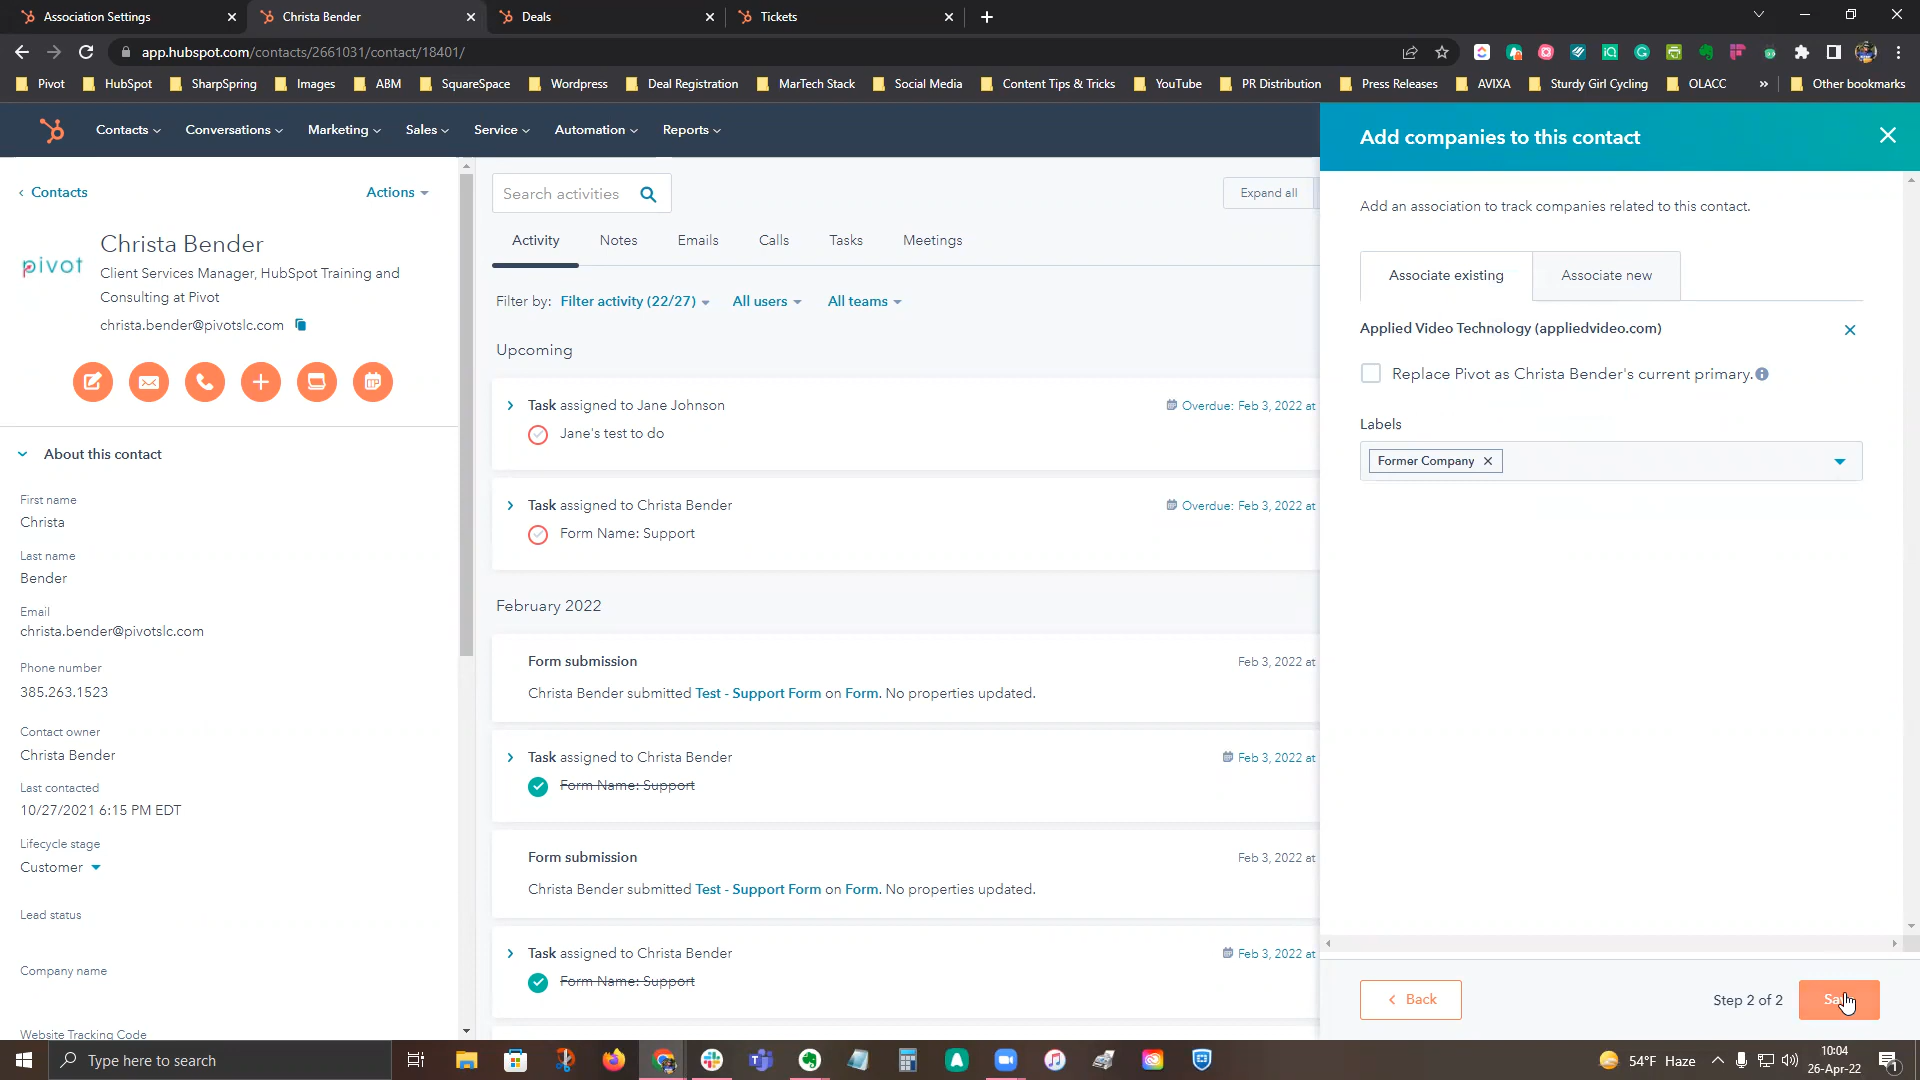 Association Settings
Christa Bender
Deals
Tickets
app.hubspot.com/contacts/2661031/contact/18401/
Pivot
HubSpot
SharpSpring
Images
ABM
SquareSpace
Wordpress
Deal Registration
MarTech Stack
Social Media
Content Tips & Tricks
YouTube
PR Distribution
Press Releases
AVIXA
Sturdy Girl Cycling
OLACC
»
Other bookmarks
Contacts
Conversations
Marketing
Sales
Service
Automation
Reports
Contacts
Actions
pivot
Christa Bender
Client Services Manager, HubSpot Training and
Consulting at Pivot
christa.bender@pivotslc.com
About this contact
First name
Christa
Last name
Bender
Email
christa.bender@pivotslc.com
Phone number
385.263.1523
Contact owner
Christa Bender
Last contacted
10/27/2021 6:15 PM EDT
Lifecycle stage
Customer
Lead status
Company name
Website Tracking Code
Search activities
Expand all
Activity
Notes
Emails
Calls
Tasks
Meetings
Filter by:
Filter activity (22/27)
All users
All teams
Upcoming
Task assigned to Jane Johnson
Overdue: Feb 3, 2022 at
Jane's test to do
Task assigned to Christa Bender
Overdue: Feb 3, 2022 at
Form Name: Support
February 2022
Form submission
Feb 3, 2022 at
Christa Bender submitted Test - Support Form on Form. No properties updated.
Task assigned to Christa Bender
Feb 3, 2022 at
Form Name: Support
Form submission
Feb 3, 2022 at
Christa Bender submitted Test - Support Form on Form. No properties updated.
Task assigned to Christa Bender
Feb 3, 2022 at
Form Name: Support
Add companies to this contact
Add an association to track companies related to this contact.
Associate existing
Associate new
Applied Video Technology (appliedvideo.com)
Replace Pivot as Christa Bender's current primary.
Labels
Former Company
Back
Step 2 of 2
Type here to search
54°F Haze
10:04
26-Apr-22
1